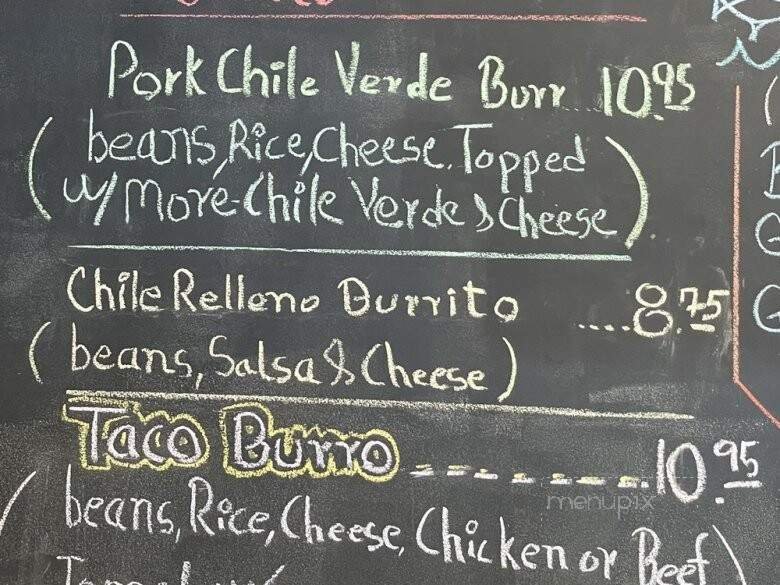 Pork Chile Verde Burr 10.95
(beans, Rice, Cheese. Topped
w/ More Chile Verde & Cheese)
Chile Relleno Burrito ....8.75
(beans, Salsa & Cheese)
Taco Burro -------.10.95
(beans, Rice, Cheese, Chicken or Beef)
menupix